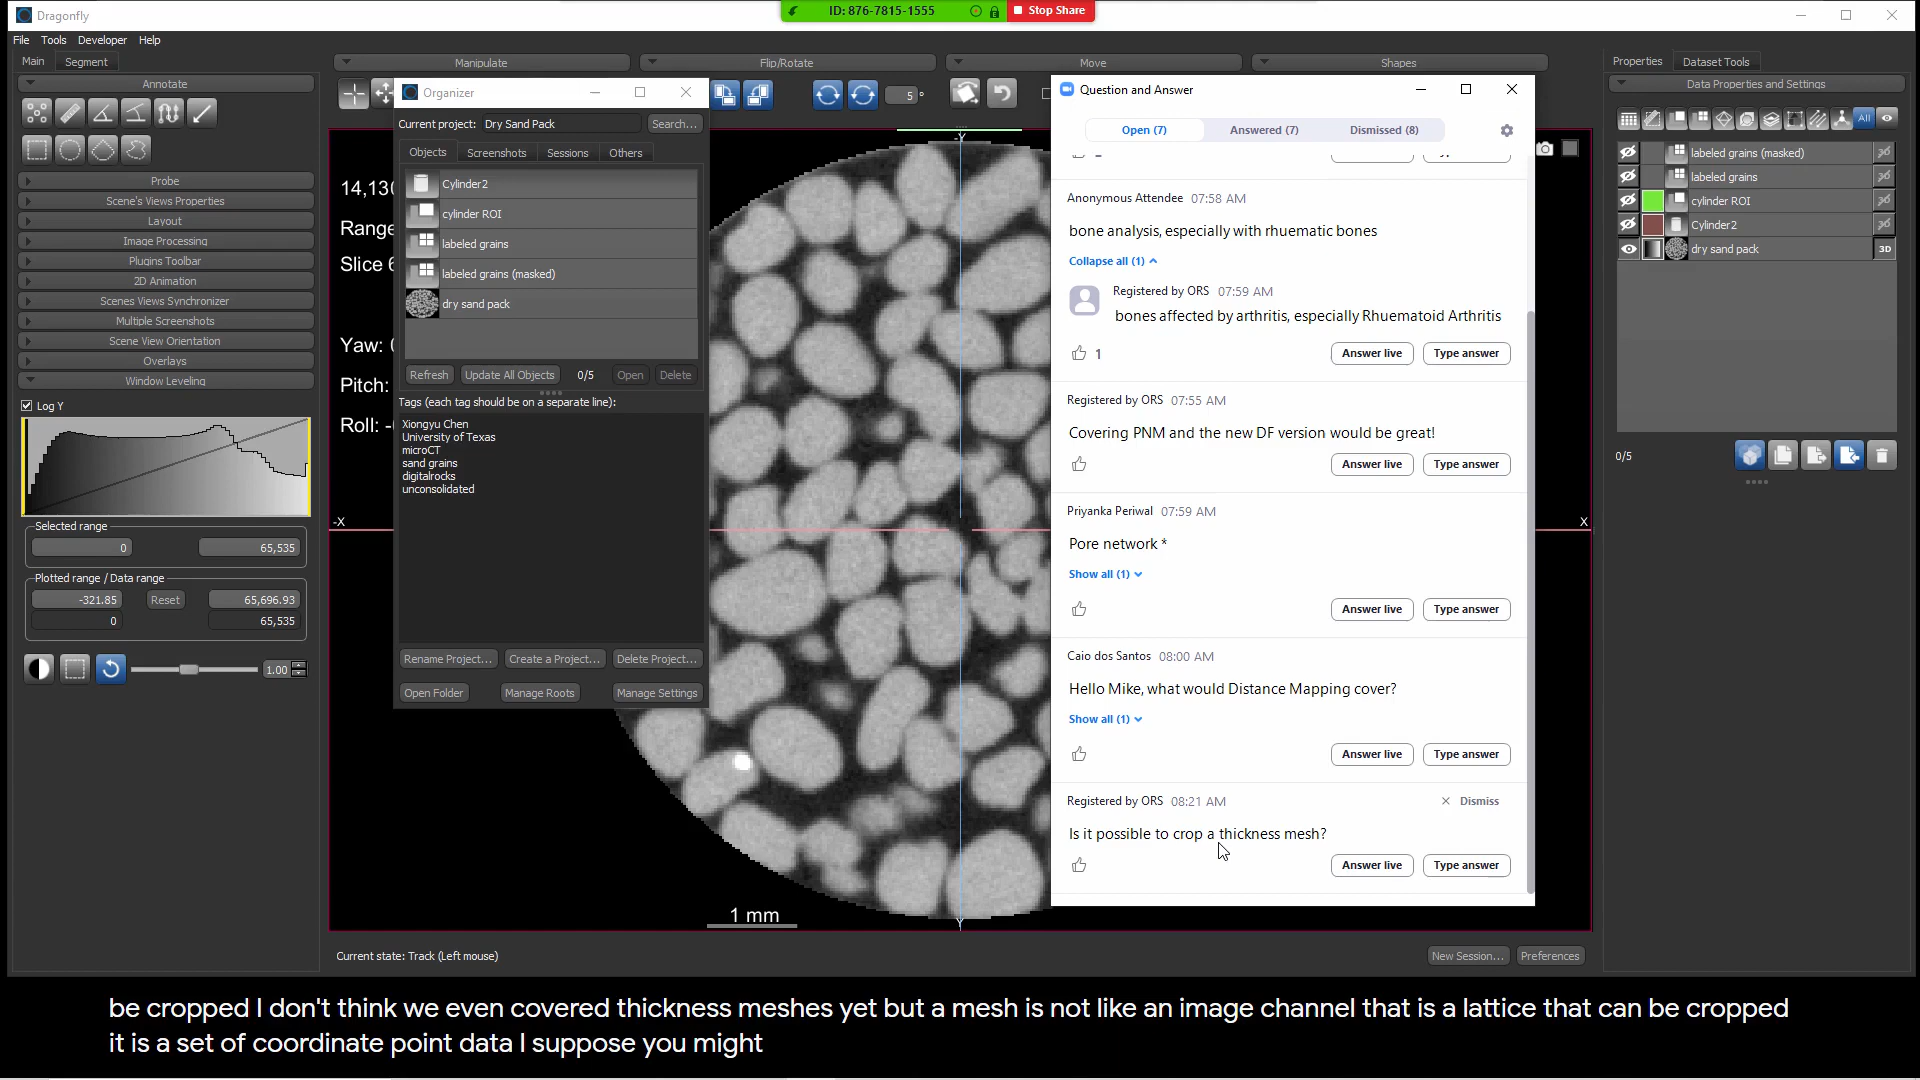 Dragonfly
ID: 876-7815-1555
Stop Share
File Tools Developer Help
Main Segment
Annotate
Probe
Scene's Views Properties
Layout
Image Processing
Plugins Toolbar
2D Animation
Scenes Views Synchronizer
Multiple Screenshots
Scene View Orientation
Overlays
Window Leveling
Log Y
Selected range
0 65,535
Plotted range / Data range
-321.85 Reset 65,696.93
0 65,535
1.00
Manipulate Flip/Rotate Move Shapes
5 °
14,130
Range
Slice 6
Yaw: 0
Pitch:
Roll: -
-X
X
-Y
Y
1 mm
Current state: Track (Left mouse)
New Session... Preferences
Organizer
Current project: Dry Sand Pack Search...
Objects Screenshots Sessions Others
Cylinder2
cylinder ROI
labeled grains
labeled grains (masked)
dry sand pack
Refresh Update All Objects 0/5 Open Delete
Tags (each tag should be on a separate line):
Xiongyu Chen
University of Texas
microCT
sand grains
digitalrocks
unconsolidated
Rename Project... Create a Project... Delete Project...
Open Folder Manage Roots Manage Settings
Question and Answer
Open (7) Answered (7) Dismissed (8)
Anonymous Attendee 07:58 AM
bone analysis, especially with rhuematic bones
Collapse all (1)
Registered by ORS 07:59 AM
bones affected by arthritis, especially Rhuematoid Arthritis
1 Answer live Type answer
Registered by ORS 07:55 AM
Covering PNM and the new DF version would be great!
Answer live Type answer
Priyanka Periwal 07:59 AM
Pore network *
Show all (1)
Answer live Type answer
Caio dos Santos 08:00 AM
Hello Mike, what would Distance Mapping cover?
Show all (1)
Answer live Type answer
Registered by ORS 08:21 AM Dismiss
Is it possible to crop a thickness mesh?
Answer live Type answer
Properties Dataset Tools
Data Properties and Settings
All
labeled grains (masked)
labeled grains
cylinder ROI
Cylinder2
dry sand pack 3D
0/5
be cropped I don't think we even covered thickness meshes yet but a mesh is not like an image channel that is a lattice that can be cropped
it is a set of coordinate point data I suppose you might